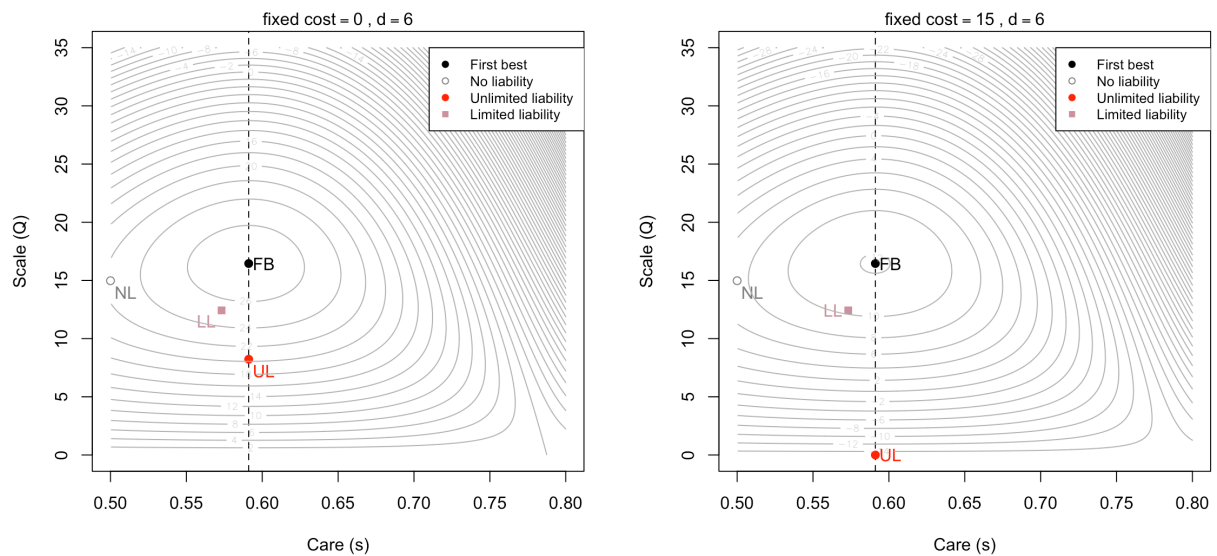 fixed cost = 0 , d = 6
Scale (Q)
35
30
25
20
15
10
5
0
First best
No liability
Unlimited liability
Limited liability
FB
NL
LL
UL
0.50 0.55 0.60 0.65 0.70 0.75 0.80
Care (s)
fixed cost = 15 , d = 6
Scale (Q)
35
30
25
20
15
10
5
0
First best
No liability
Unlimited liability
Limited liability
FB
NL
LL
UL
0.50 0.55 0.60 0.65 0.70 0.75 0.80
Care (s)